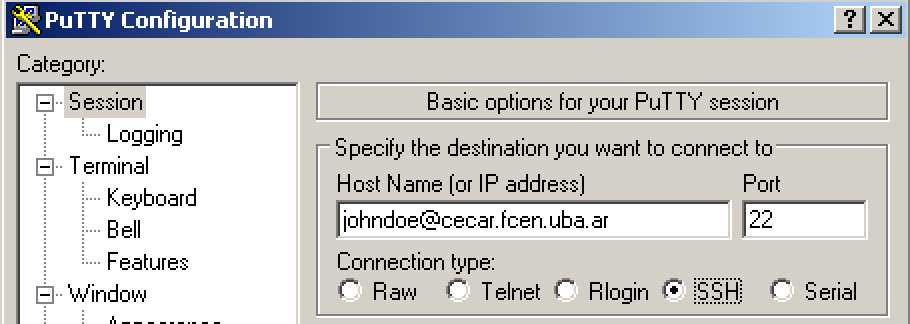 PuTTY Configuration
Category:
Session
Logging
Terminal
Keyboard
Bell
Features
Window
Basic options for your PuTTY session
Specify the destination you want to connect to
Host Name (or IP address) Port
johndoe@cecar.fcen.uba.ar 22
Connection type:
Raw Telnet Rlogin SSH Serial